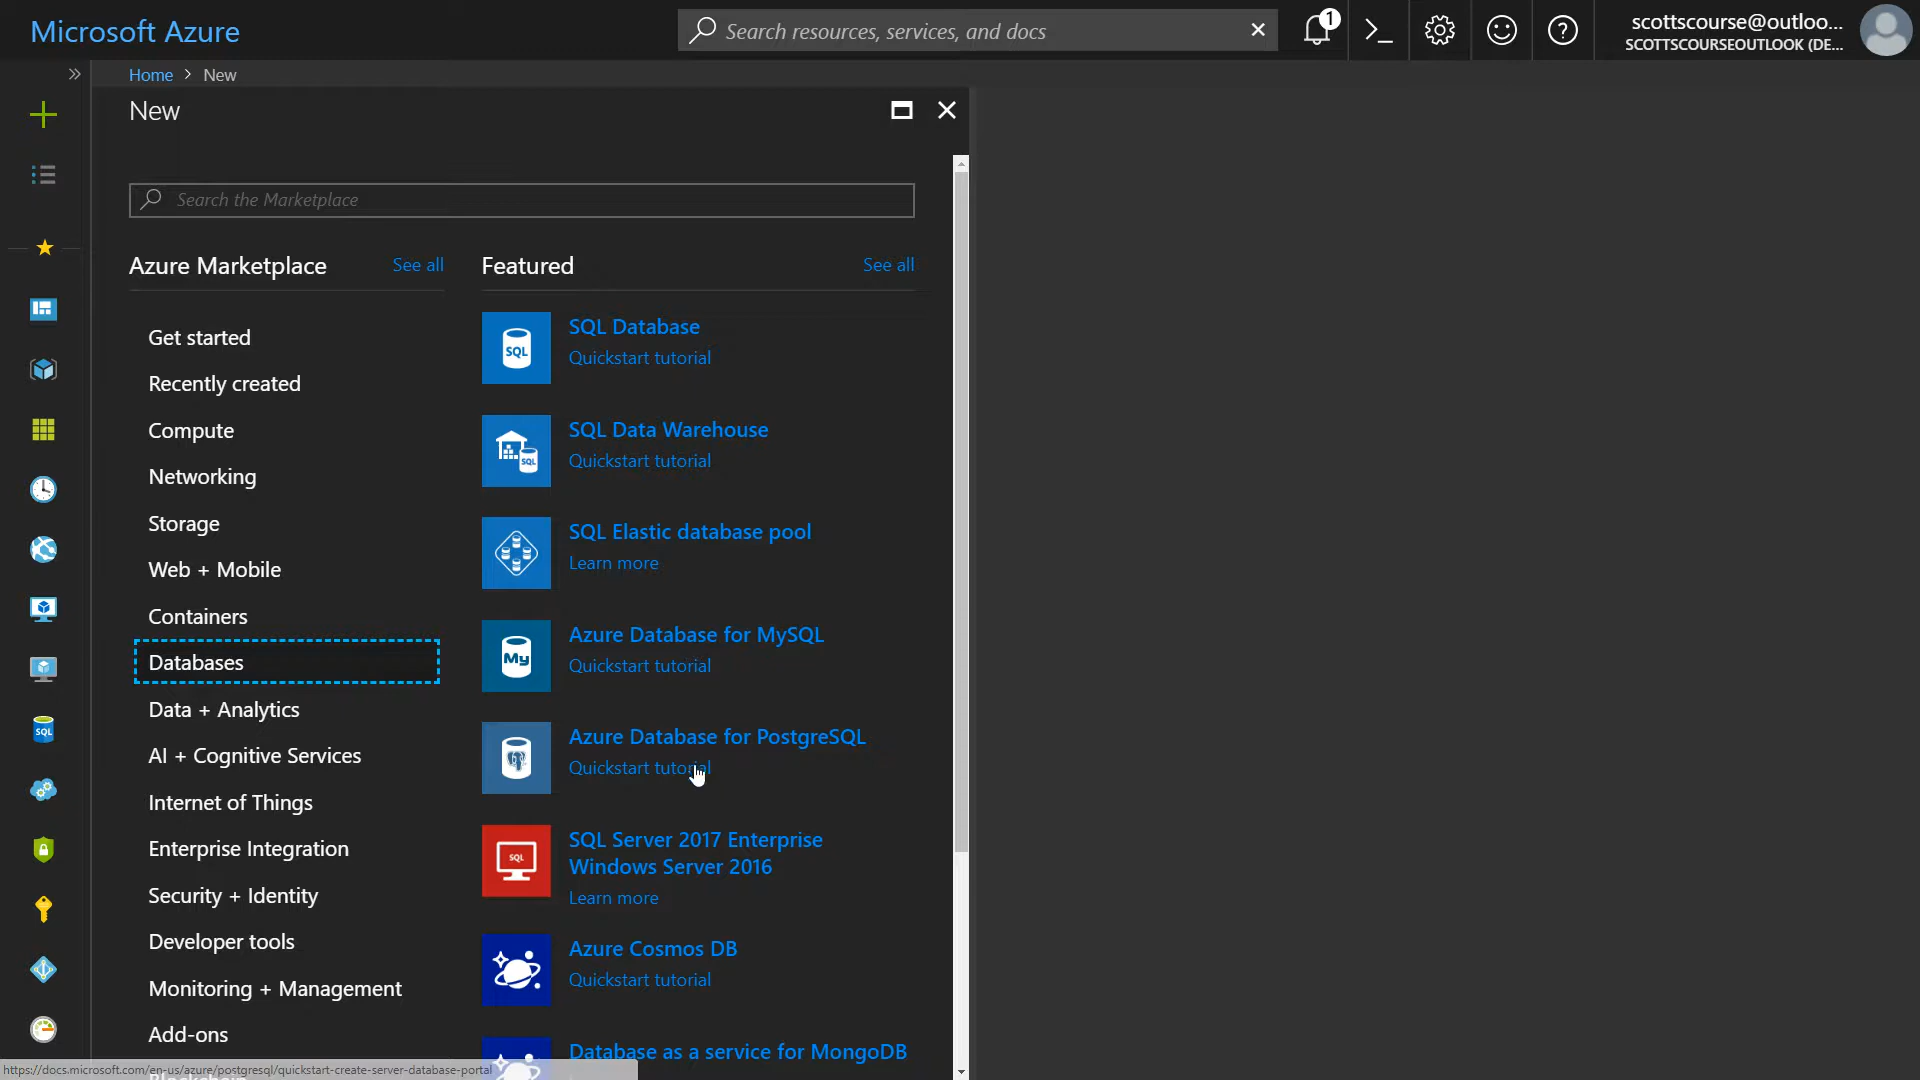 Microsoft Azure
Search resources, services, and docs
1
scottscourse@outloo...
SCOTTSCOURSEOUTLOOK (DE...
Home > New
New
Search the Marketplace
Azure Marketplace
See all
Get started
Recently created
Compute
Networking
Storage
Web + Mobile
Containers
Databases
Data + Analytics
AI + Cognitive Services
Internet of Things
Enterprise Integration
Security + Identity
Developer tools
Monitoring + Management
Add-ons
Featured
See all
SQL
SQL Database
Quickstart tutorial
SQL
SQL Data Warehouse
Quickstart tutorial
SQL Elastic database pool
Learn more
My
Azure Database for MySQL
Quickstart tutorial
Azure Database for PostgreSQL
Quickstart tutorial
SQL
SQL Server 2017 Enterprise
Windows Server 2016
Learn more
Azure Cosmos DB
Quickstart tutorial
Database as a service for MongoDB
SQL
https://docs.microsoft.com/en-us/azure/postgresql/quickstart-create-server-database-portal